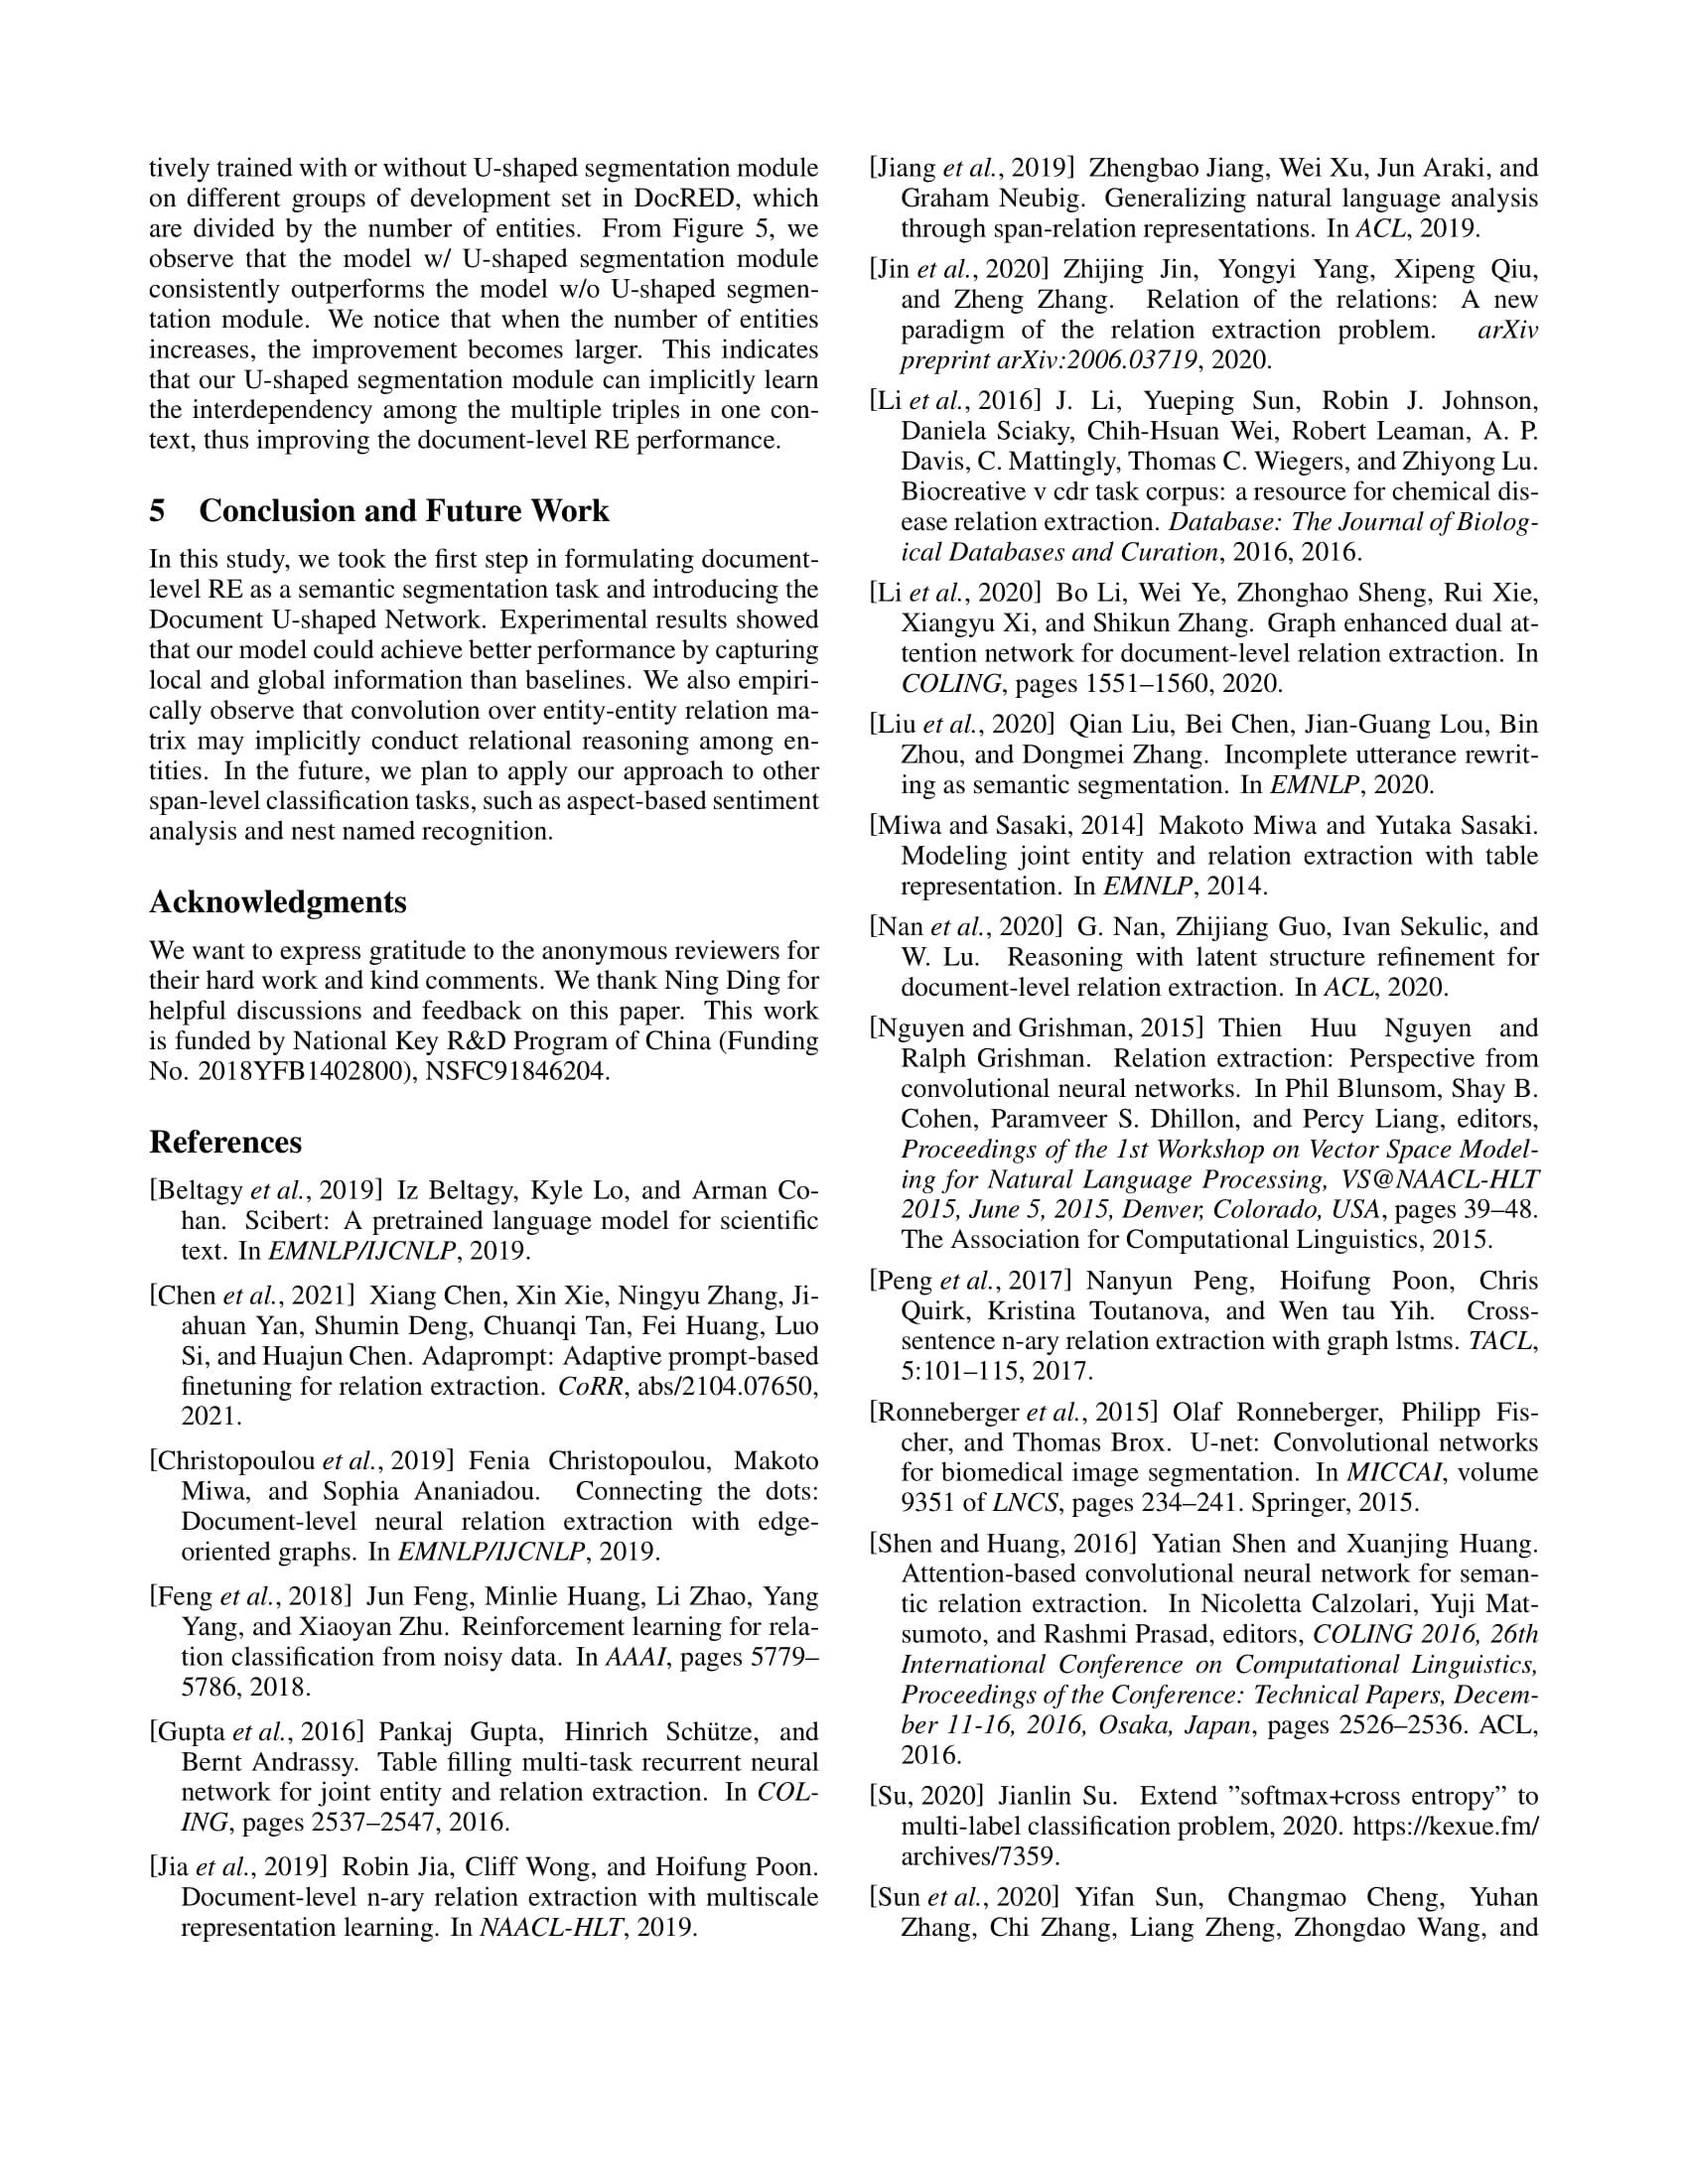 tively trained with or without U-shaped segmentation module
on different groups of development set in DocRED, which
are divided by the number of entities. From Figure 5, we
observe that the model w/ U-shaped segmentation module
consistently outperforms the model w/o U-shaped segmen-
tation module. We notice that when the number of entities
increases, the improvement becomes larger. This indicates
that our U-shaped segmentation module can implicitly learn
the interdependency among the multiple triples in one con-
text, thus improving the document-level RE performance.
5 Conclusion and Future Work
In this study, we took the first step in formulating document-
level RE as a semantic segmentation task and introducing the
Document U-shaped Network. Experimental results showed
that our model could achieve better performance by capturing
local and global information than baselines. We also empiri-
cally observe that convolution over entity-entity relation ma-
trix may implicitly conduct relational reasoning among en-
tities. In the future, we plan to apply our approach to other
span-level classification tasks, such as aspect-based sentiment
analysis and nest named recognition.
Acknowledgments
We want to express gratitude to the anonymous reviewers for
their hard work and kind comments. We thank Ning Ding for
helpful discussions and feedback on this paper. This work
is funded by National Key R&D Program of China (Funding
No. 2018YFB1402800), NSFC91846204.
References
[Beltagy et al., 2019] Iz Beltagy, Kyle Lo, and Arman Co-
han. Scibert: A pretrained language model for scientific
text. In EMNLP/IJCNLP, 2019.
[Chen et al., 2021] Xiang Chen, Xin Xie, Ningyu Zhang, Ji-
ahuan Yan, Shumin Deng, Chuanqi Tan, Fei Huang, Luo
Si, and Huajun Chen. Adaprompt: Adaptive prompt-based
finetuning for relation extraction. CoRR, abs/2104.07650,
2021.
[Christopoulou et al., 2019] Fenia Christopoulou, Makoto
Miwa, and Sophia Ananiadou. Connecting the dots:
Document-level neural relation extraction with edge-
oriented graphs. In EMNLP/IJCNLP, 2019.
[Feng et al., 2018] Jun Feng, Minlie Huang, Li Zhao, Yang
Yang, and Xiaoyan Zhu. Reinforcement learning for rela-
tion classification from noisy data. In AAAI, pages 5779–
5786, 2018.
[Gupta et al., 2016] Pankaj Gupta, Hinrich Schütze, and
Bernt Andrassy. Table filling multi-task recurrent neural
network for joint entity and relation extraction. In COL-
ING, pages 2537–2547, 2016.
[Jia et al., 2019] Robin Jia, Cliff Wong, and Hoifung Poon.
Document-level n-ary relation extraction with multiscale
representation learning. In NAACL-HLT, 2019.
[Jiang et al., 2019] Zhengbao Jiang, Wei Xu, Jun Araki, and
Graham Neubig. Generalizing natural language analysis
through span-relation representations. In ACL, 2019.
[Jin et al., 2020] Zhijing Jin, Yongyi Yang, Xipeng Qiu,
and Zheng Zhang. Relation of the relations: A new
paradigm of the relation extraction problem. arXiv
preprint arXiv:2006.03719, 2020.
[Li et al., 2016] J. Li, Yueping Sun, Robin J. Johnson,
Daniela Sciaky, Chih-Hsuan Wei, Robert Leaman, A. P.
Davis, C. Mattingly, Thomas C. Wiegers, and Zhiyong Lu.
Biocreative v cdr task corpus: a resource for chemical dis-
ease relation extraction. Database: The Journal of Biolog-
ical Databases and Curation, 2016, 2016.
[Li et al., 2020] Bo Li, Wei Ye, Zhonghao Sheng, Rui Xie,
Xiangyu Xi, and Shikun Zhang. Graph enhanced dual at-
tention network for document-level relation extraction. In
COLING, pages 1551–1560, 2020.
[Liu et al., 2020] Qian Liu, Bei Chen, Jian-Guang Lou, Bin
Zhou, and Dongmei Zhang. Incomplete utterance rewrit-
ing as semantic segmentation. In EMNLP, 2020.
[Miwa and Sasaki, 2014] Makoto Miwa and Yutaka Sasaki.
Modeling joint entity and relation extraction with table
representation. In EMNLP, 2014.
[Nan et al., 2020] G. Nan, Zhijiang Guo, Ivan Sekulic, and
W. Lu. Reasoning with latent structure refinement for
document-level relation extraction. In ACL, 2020.
[Nguyen and Grishman, 2015] Thien Huu Nguyen and
Ralph Grishman. Relation extraction: Perspective from
convolutional neural networks. In Phil Blunsom, Shay B.
Cohen, Paramveer S. Dhillon, and Percy Liang, editors,
Proceedings of the 1st Workshop on Vector Space Model-
ing for Natural Language Processing, VS@NAACL-HLT
2015, June 5, 2015, Denver, Colorado, USA, pages 39–48.
The Association for Computational Linguistics, 2015.
[Peng et al., 2017] Nanyun Peng, Hoifung Poon, Chris
Quirk, Kristina Toutanova, and Wen tau Yih. Cross-
sentence n-ary relation extraction with graph lstms. TACL,
5:101–115, 2017.
[Ronneberger et al., 2015] Olaf Ronneberger, Philipp Fis-
cher, and Thomas Brox. U-net: Convolutional networks
for biomedical image segmentation. In MICCAI, volume
9351 of LNCS, pages 234–241. Springer, 2015.
[Shen and Huang, 2016] Yatian Shen and Xuanjing Huang.
Attention-based convolutional neural network for seman-
tic relation extraction. In Nicoletta Calzolari, Yuji Mat-
sumoto, and Rashmi Prasad, editors, COLING 2016, 26th
International Conference on Computational Linguistics,
Proceedings of the Conference: Technical Papers, Decem-
ber 11-16, 2016, Osaka, Japan, pages 2526–2536. ACL,
2016.
[Su, 2020] Jianlin Su. Extend ”softmax+cross entropy” to
multi-label classification problem, 2020. https://kexue.fm/
archives/7359.
[Sun et al., 2020] Yifan Sun, Changmao Cheng, Yuhan
Zhang, Chi Zhang, Liang Zheng, Zhongdao Wang, and